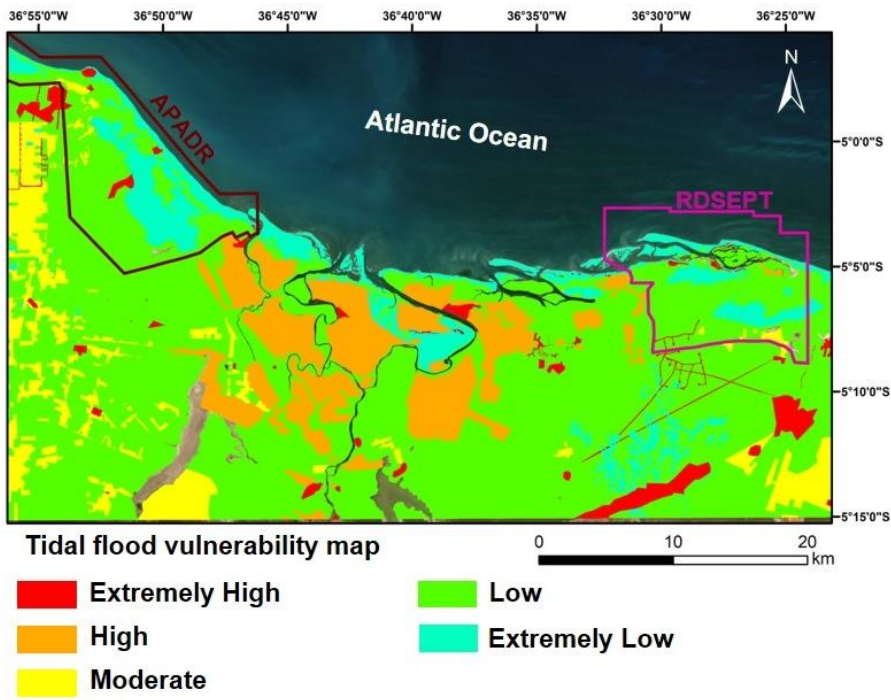 36°55'0"W 36°50'0"W 36°45'0"W 36°40'0"W 36°35'0"W 36°30'0"W 36°25'0"W
N
APADR
Atlantic Ocean
-5°0'0"S
RDSEPT
-5°5'0"S
-5°10'0"S
-5°15'0"S
Tidal flood vulnerability map
0 10 20
km
Extremely High
Low
High
Extremely Low
Moderate